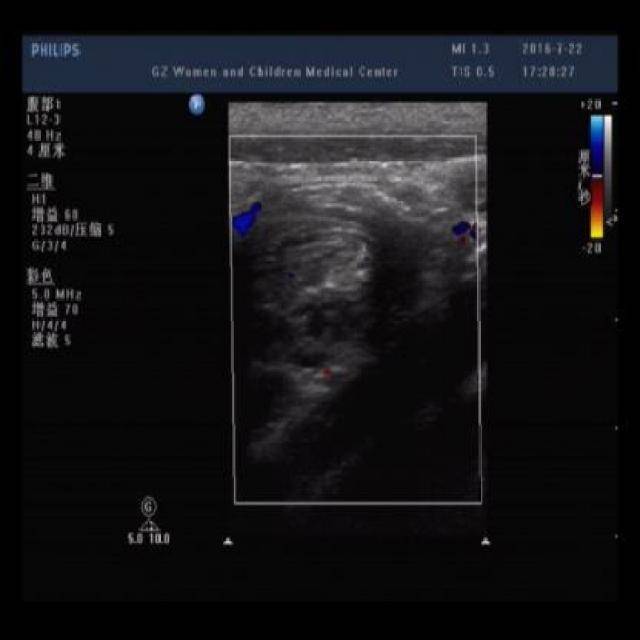 PHILIPS
MI 1.3
2016-7-22
GZ Women and Children Medical Center
TIS 0.5
17:28:27
腹部1
L12-3
40 Hz
4 厘米
二维
增益 60
232dB/压缩 5
G/3/4
彩色
5.0 MHz
增益 70
滤波 5
+20
厘米/秒
-20
G
5.0 10.0